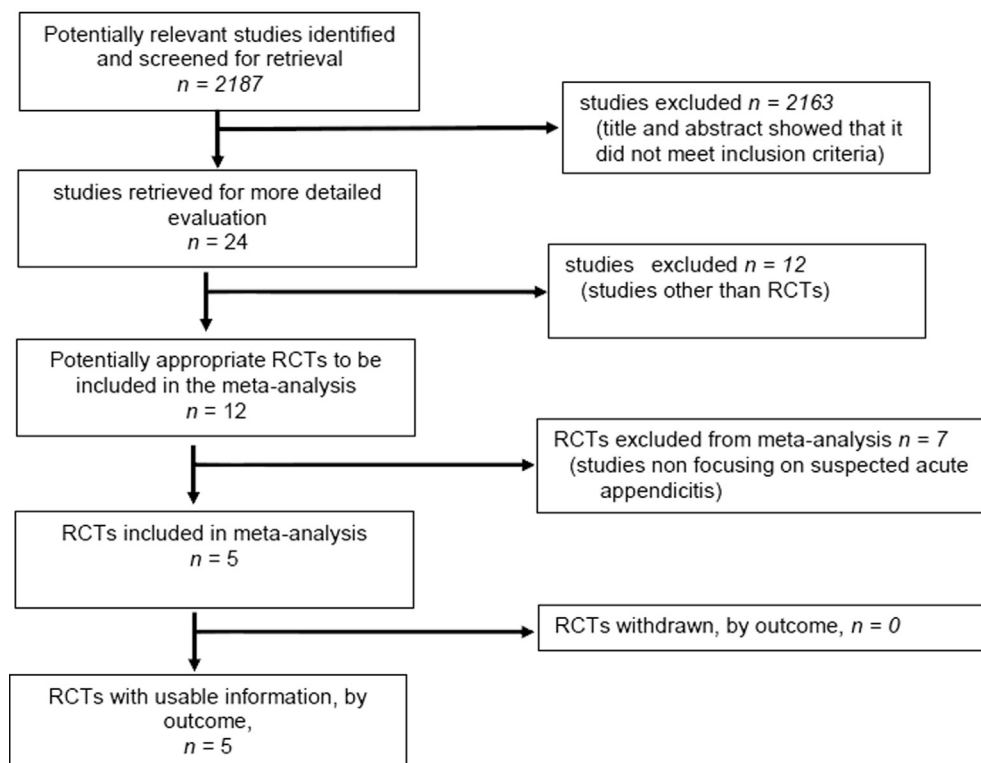 Potentially relevant studies identified
and screened for retrieval
n = 2187
studies excluded n = 2163
(title and abstract showed that it
did not meet inclusion criteria)
studies retrieved for more detailed
evaluation
n = 24
studies excluded n = 12
(studies other than RCTs)
Potentially appropriate RCTs to be
included in the meta-analysis
n = 12
RCTs excluded from meta-analysis n = 7
(studies non focusing on suspected acute
appendicitis)
RCTs included in meta-analysis
n = 5
RCTs withdrawn, by outcome, n = 0
RCTs with usable information, by
outcome,
n = 5